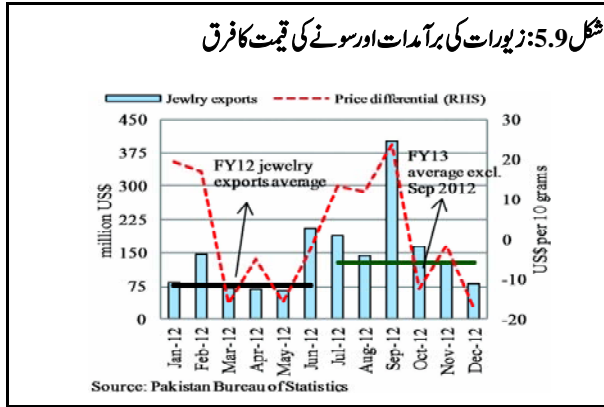 شکل 5.9: زیورات کی برآمدات اور سونے کی قیمت کا فرق
Jewlry exports
Price differential (RHS)
450
375
300
225
150
75
0
million US$
30
20
10
0
-10
-20
US$ per 10 grams
FY12 jewelry
exports average
FY13
average excl.
Sep 2012
Jan-12
Feb-12
Mar-12
Apr-12
May-12
Jun-12
Jul-12
Aug-12
Sep-12
Oct-12
Nov-12
Dec-12
Source: Pakistan Bureau of Statistics